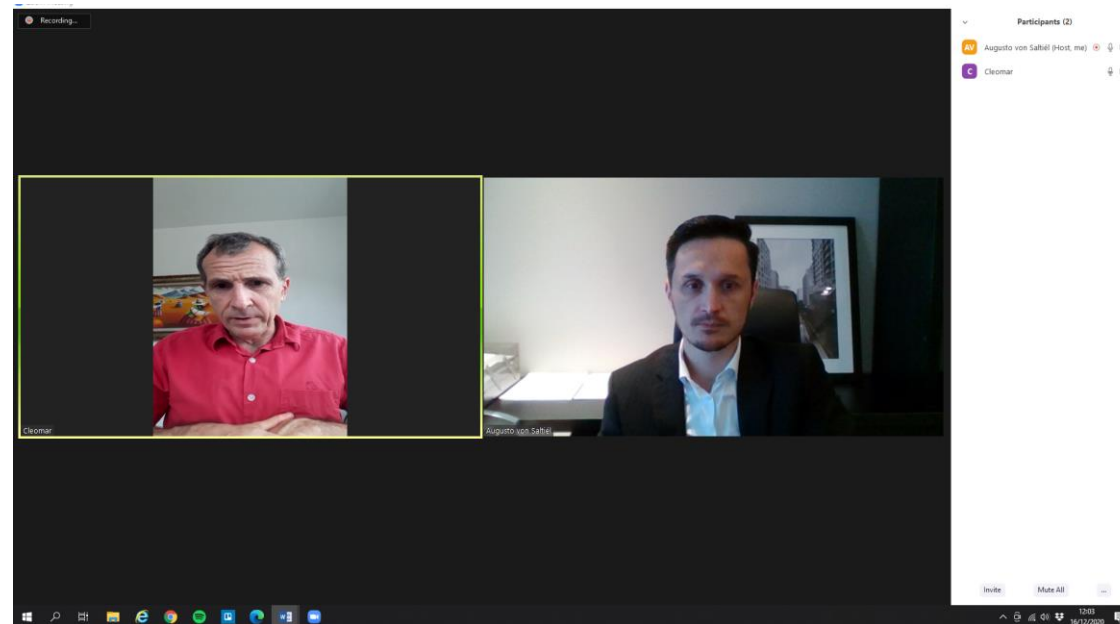 Recording...
Participants (2)
AV
Augusto von Saltiél (Host, me)
C
Cleomar
Cleomar
Augusto von Saltiél
Invite
Mute All
...
12:03
16/12/2020